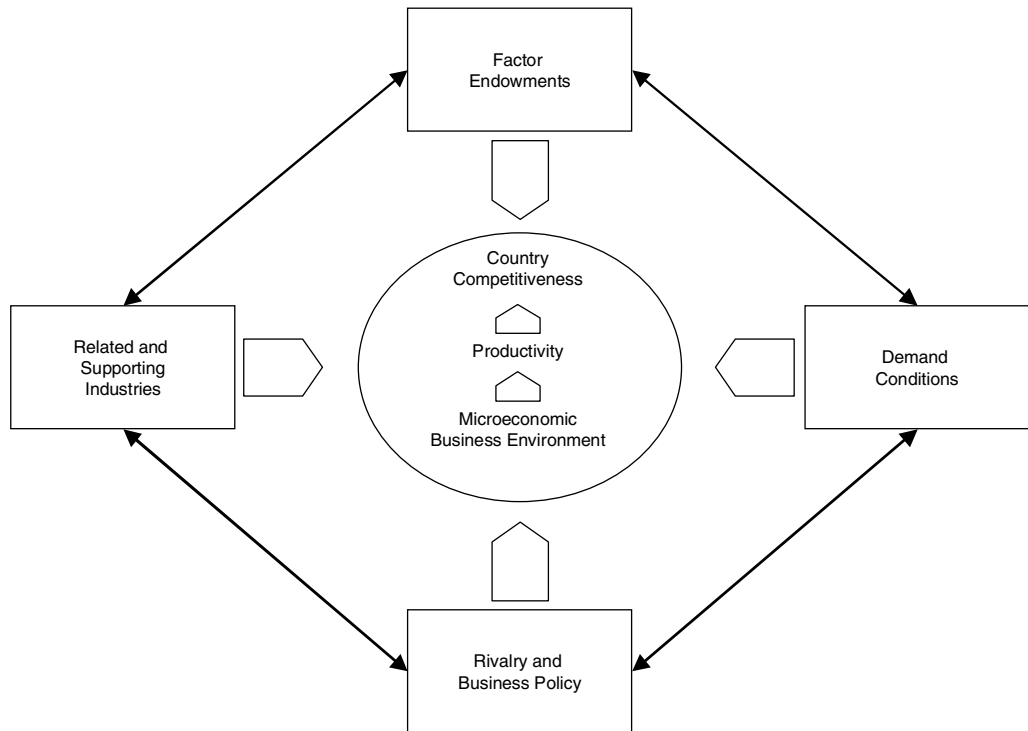 Factor
Endowments
Country
Competitiveness
Productivity
Microeconomic
Business Environment
Related and
Supporting
Industries
Demand
Conditions
Rivalry and
Business Policy